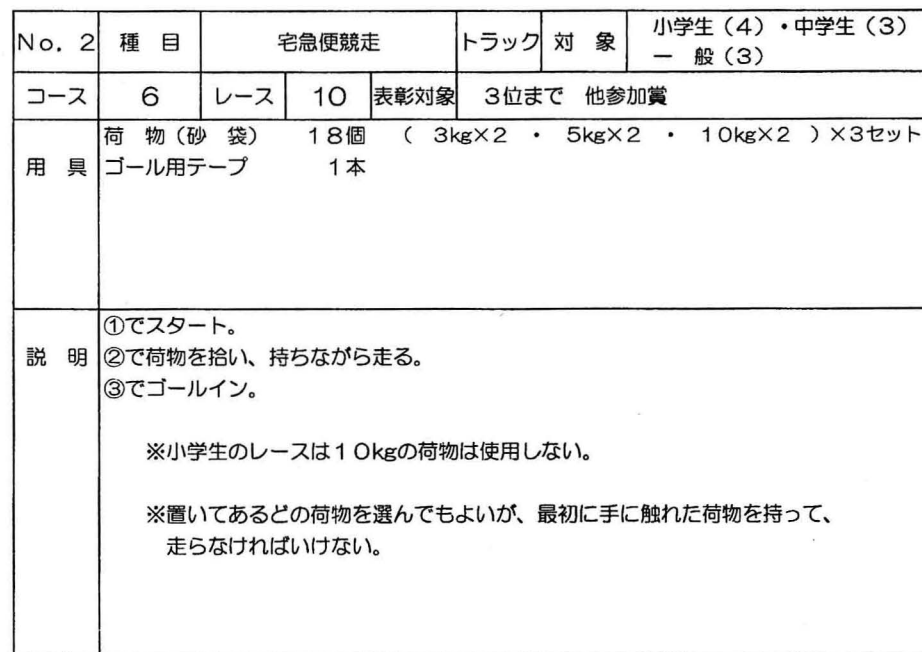 No. 2 種 目 宅急便競走 トラック 対 象 小学生（4）・中学生（3）
一 般（3）
コース 6 レース 10 表彰対象 3位まで 他参加賞
荷 物（砂 袋） 18個 （ 3kg×2 ・ 5kg×2 ・ 10kg×2 ）×3セット
用 具 ゴール用テープ 1本
①でスタート。
説 明 ②で荷物を拾い、持ちながら走る。
③でゴールイン。
※小学生のレースは10kgの荷物は使用しない。
※置いてあるどの荷物を選んでもよいが、最初に手に触れた荷物を持って、
走らなければいけない。